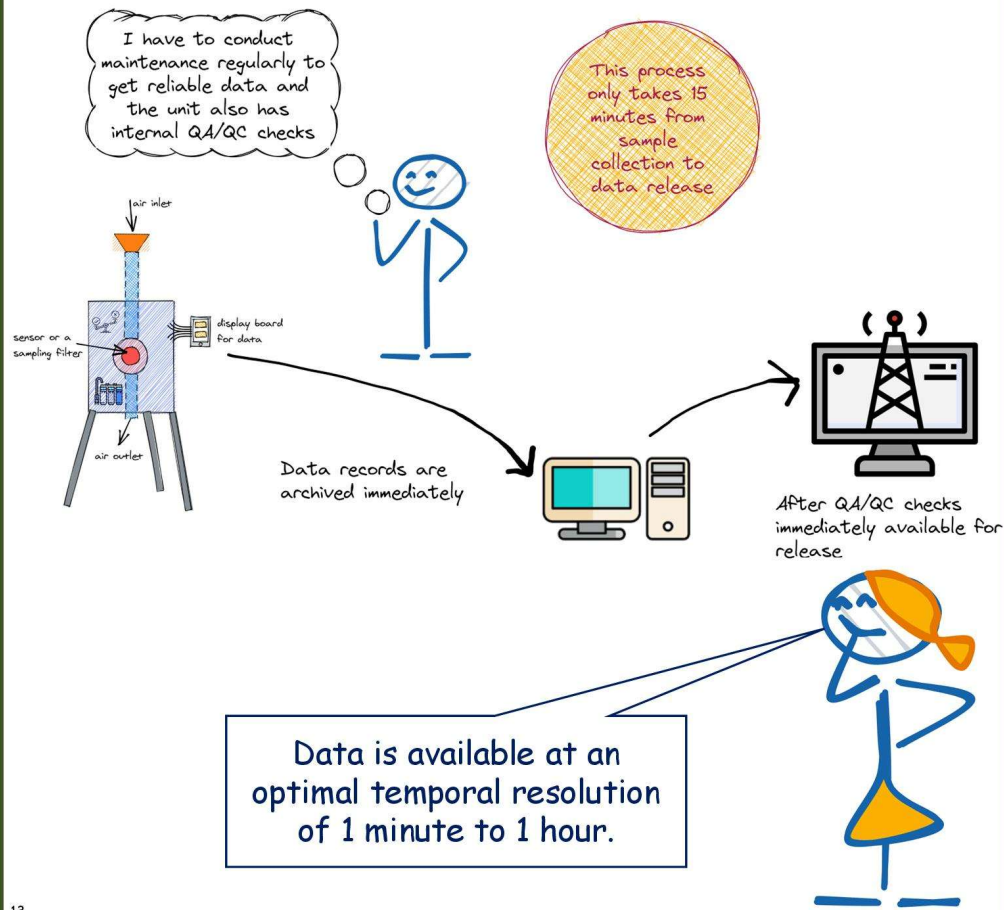 I have to conduct
maintenance regularly to
get reliable data and
the unit also has
internal QA/QC checks
This process
only takes 15
minutes from
sample
collection to
data release
air inlet
display board
for data
sensor or a
sampling filter
air outlet
Data records are
archived immediately
After QA/QC checks
immediately available for
release
Data is available at an
optimal temporal resolution
of 1 minute to 1 hour.